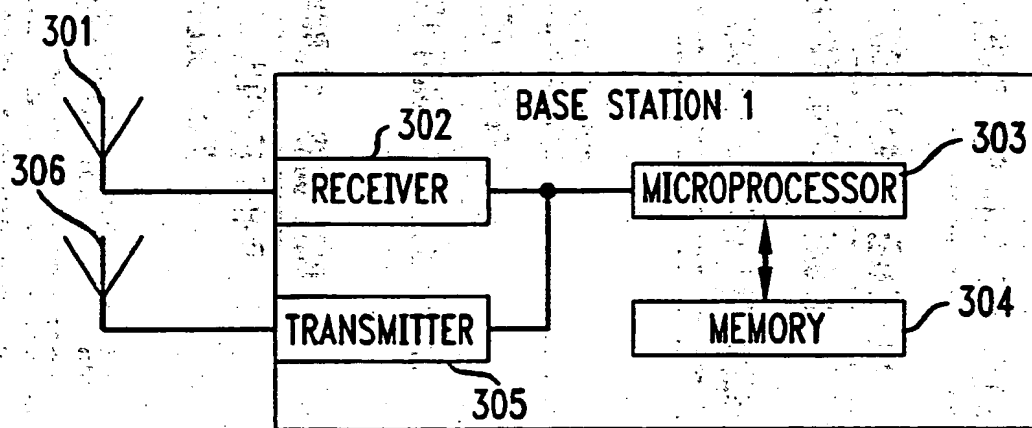 301
BASE STATION 1
302
303
RECEIVER
MICROPROCESSOR
306
TRANSMITTER
MEMORY
304
305